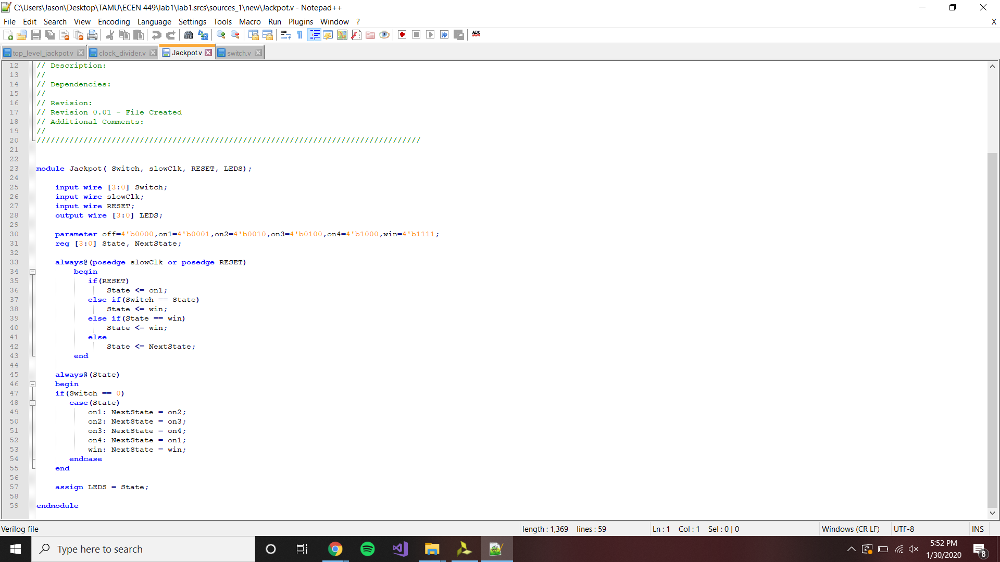 C:\Users\Jason\Desktop\TAMU\ECEN 449\lab1\lab1.srcs\sources_1\new\Jackpot.v - Notepad++
File Edit Search View Encoding Language Settings Tools Macro Run Plugins Window ? X
top_level_jackpot.v clock_divider.v Jackpot.v switch.v
12 // Description:
13 //
14 // Dependencies:
15 //
16 // Revision:
17 // Revision 0.01 - File Created
18 // Additional Comments:
19 //
20 //////////////////////////////////////////////////////////////////////////////////
21
22
23 module Jackpot( Switch, slowClk, RESET, LEDS);
24
25 input wire [3:0] Switch;
26 input wire slowClk;
27 input wire RESET;
28 output wire [3:0] LEDS;
29
30 parameter off=4'b0000,on1=4'b0001,on2=4'b0010,on3=4'b0100,on4=4'b1000,win=4'b1111;
31 reg [3:0] State, NextState;
32
33 always@(posedge slowClk or posedge RESET)
34 begin
35 if(RESET)
36 State <= on1;
37 else if(Switch == State)
38 State <= win;
39 else if(State == win)
40 State <= win;
41 else
42 State <= NextState;
43 end
44
45 always@(State)
46 begin
47 if(Switch == 0)
48 case(State)
49 on1: NextState = on2;
50 on2: NextState = on3;
51 on3: NextState = on4;
52 on4: NextState = on1;
53 win: NextState = win;
54 endcase
55 end
56
57 assign LEDS = State;
58
59 endmodule
Verilog file length : 1,369 lines : 59 Ln : 1 Col : 1 Sel : 0 | 0 Windows (CR LF) UTF-8 INS
Type here to search
5:52 PM
1/30/2020
8